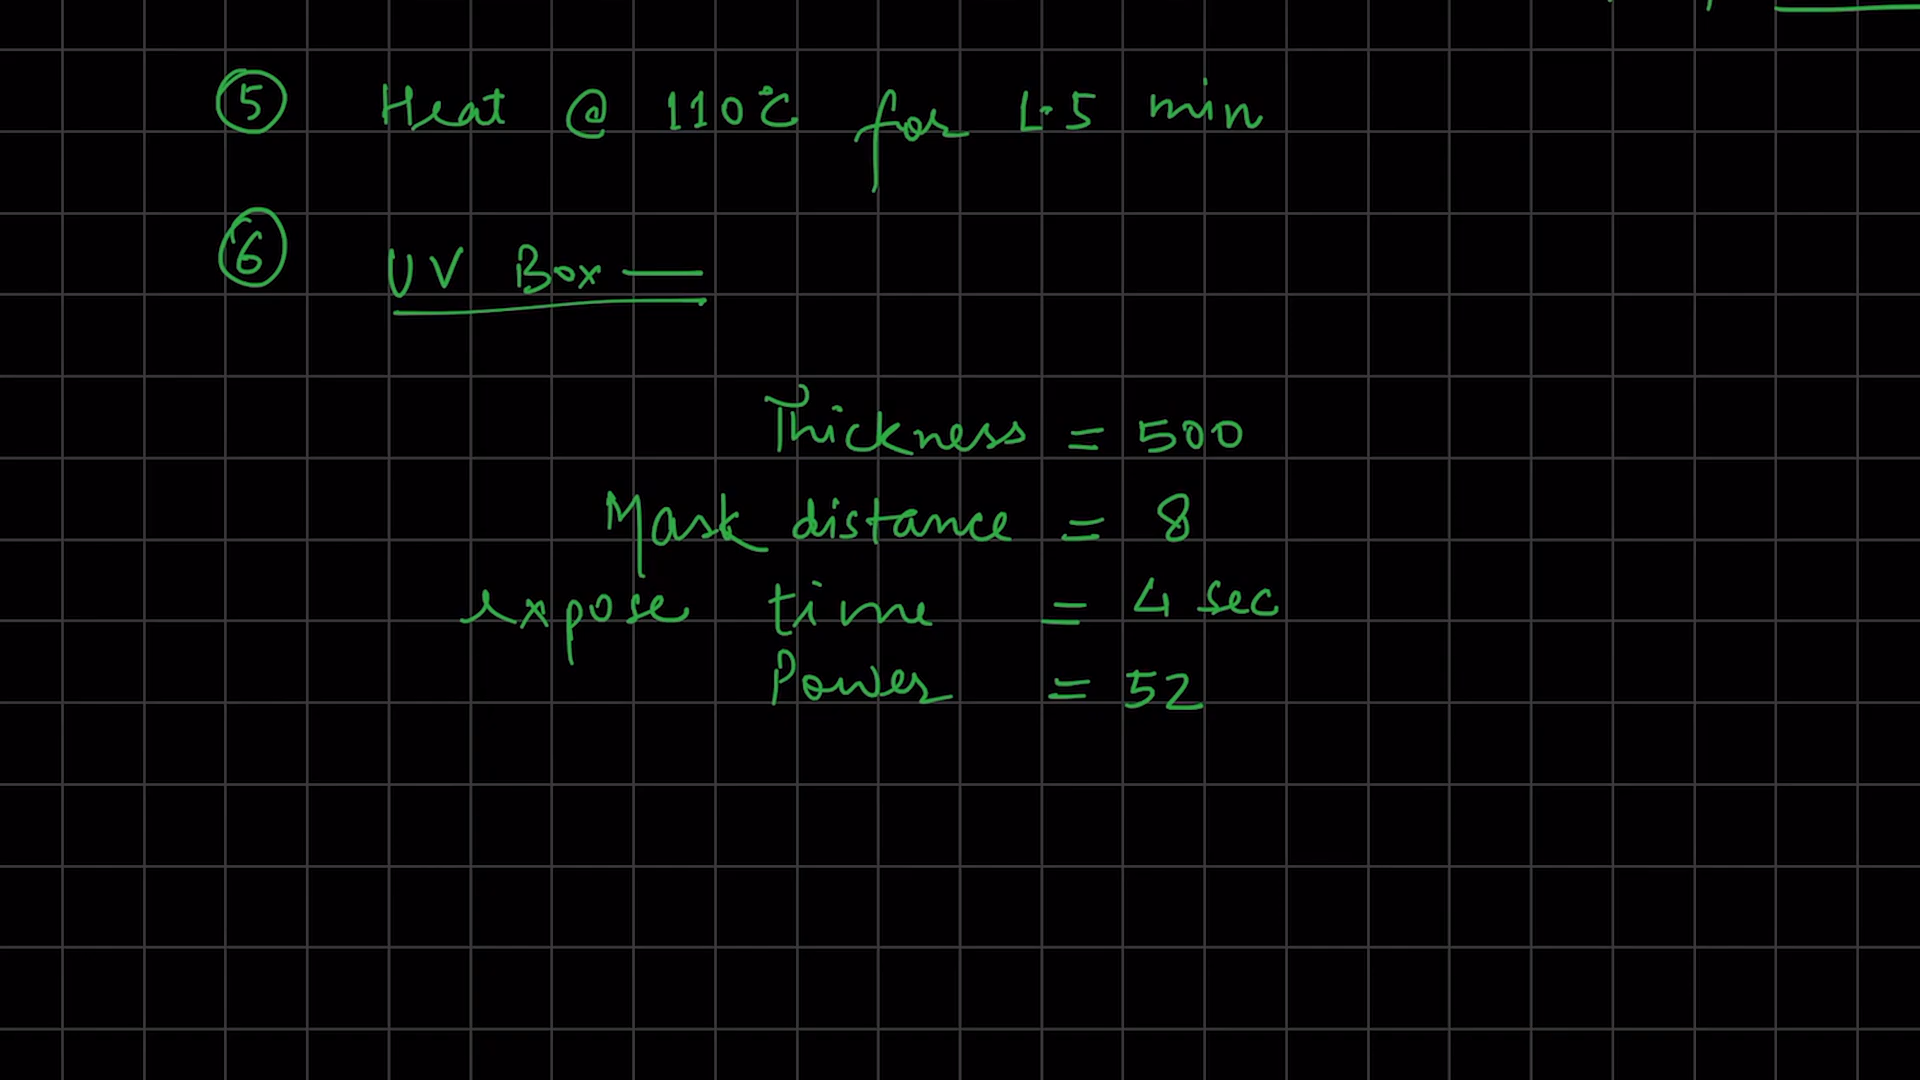 5 Heat @ 110°C for 1.5 min
6 UV Box —
Thickness = 500
Mask distance = 8
expose time = 4 sec
Power = 52